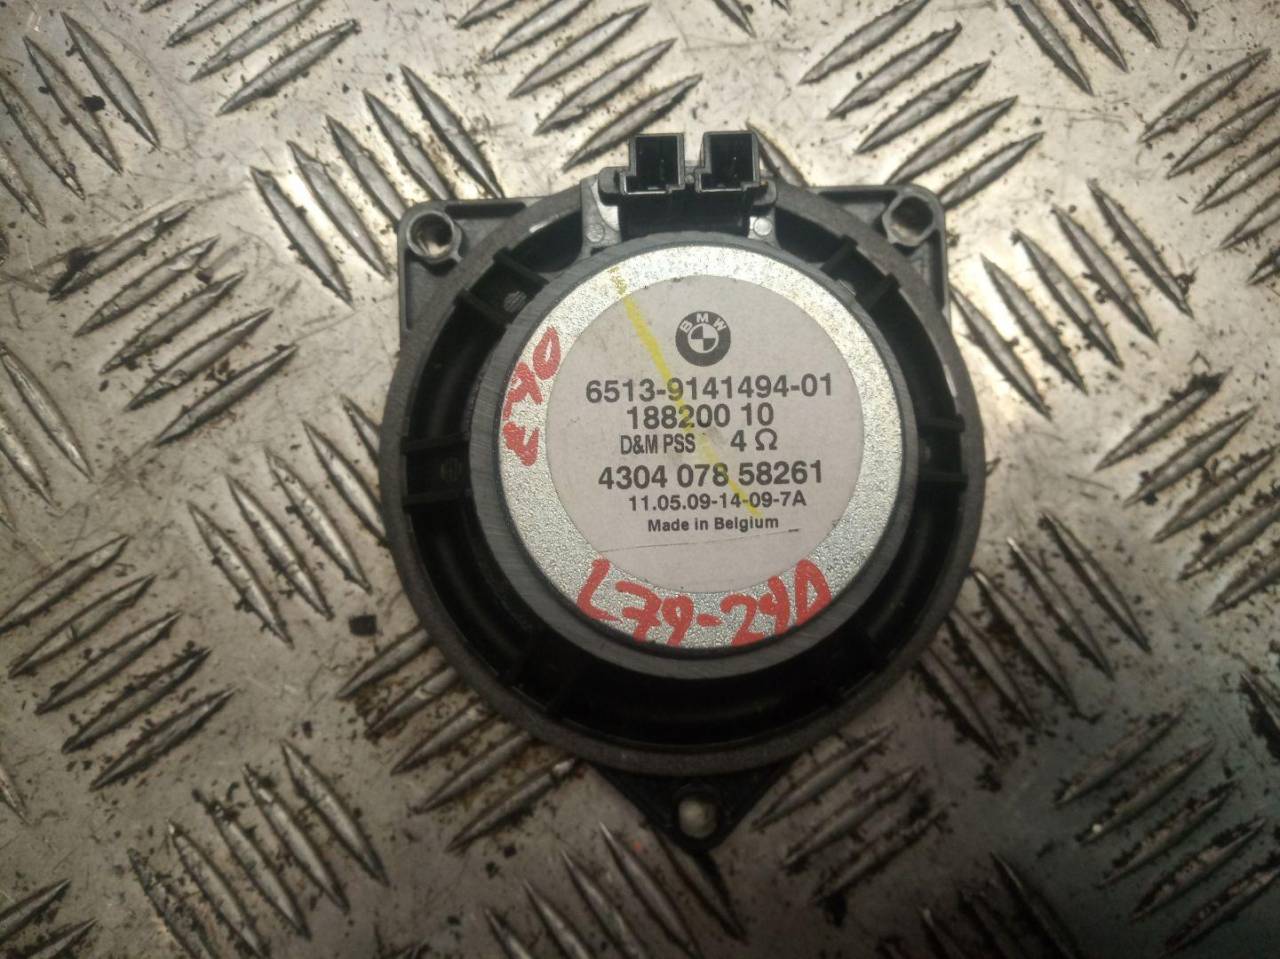 BMW
6513-9141494-01
188200 10
D&M PSS 4 Ω
4304 078 58261
11.05.09-14-09-7A
Made in Belgium
E70
L79-29A